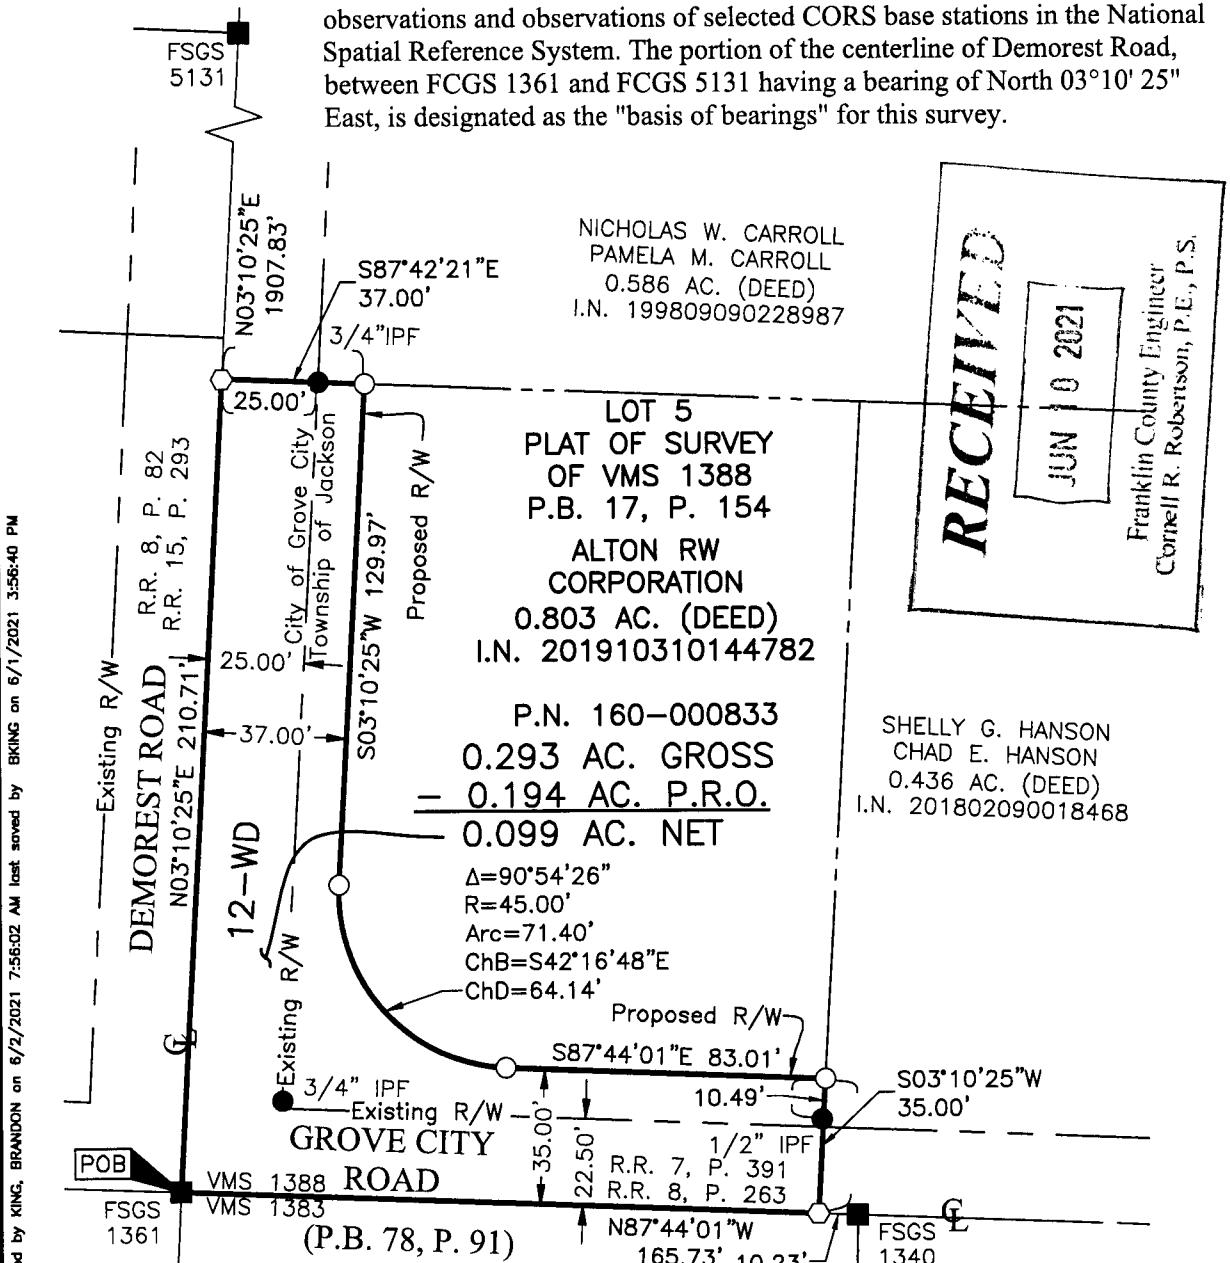 observations and observations of selected CORS base stations in the National
Spatial Reference System. The portion of the centerline of Demorest Road,
between FCGS 1361 and FCGS 5131 having a bearing of North 03°10' 25"
East, is designated as the "basis of bearings" for this survey.
FSGS
5131
N03°10'25"E
1907.83'
S87°42'21"E
37.00'
3/4"IPF
NICHOLAS W. CARROLL
PAMELA M. CARROLL
0.586 AC. (DEED)
I.N. 199809090228987
RECEIVED
JUN 10 2021
Franklin County Engineer
Cornell R. Robertson, P.E., P.S.
25.00'
LOT 5
PLAT OF SURVEY
OF VMS 1388
P.B. 17, P. 154
ALTON RW
CORPORATION
0.803 AC. (DEED)
I.N. 201910310144782
R.R. 8, P. 82
R.R. 15, P. 293
City of Grove City
Township of Jackson
Proposed R/W
S03°10'25"W 129.97'
25.00'
37.00'
Existing R/W
DEMOREST ROAD
N03°10'25"E 210.71'
P.N. 160-000833
0.293 AC. GROSS
- 0.194 AC. P.R.O.
0.099 AC. NET
SHELLY G. HANSON
CHAD E. HANSON
0.436 AC. (DEED)
I.N. 201802090018468
12-WD
Δ=90°54'26"
R=45.00'
Arc=71.40'
ChB=S42°16'48"E
ChD=64.14'
Existing R/W
Proposed R/W
S87°44'01"E 83.01'
10.49'
S03°10'25"W
35.00'
CL
3/4" IPF
Existing R/W
GROVE CITY
ROAD
35.00'
22.50'
1/2" IPF
R.R. 7, P. 391
R.R. 8, P. 263
POB
VMS 1388
VMS 1383
FSGS
1361
(P.B. 78, P. 91)
N87°44'01"W
165.73'
10.23'
CL
FSGS
1340
d by KING, BRANDON on 6/2/2021 7:56:02 AM last saved by BKING on 6/1/2021 3:56:40 PM